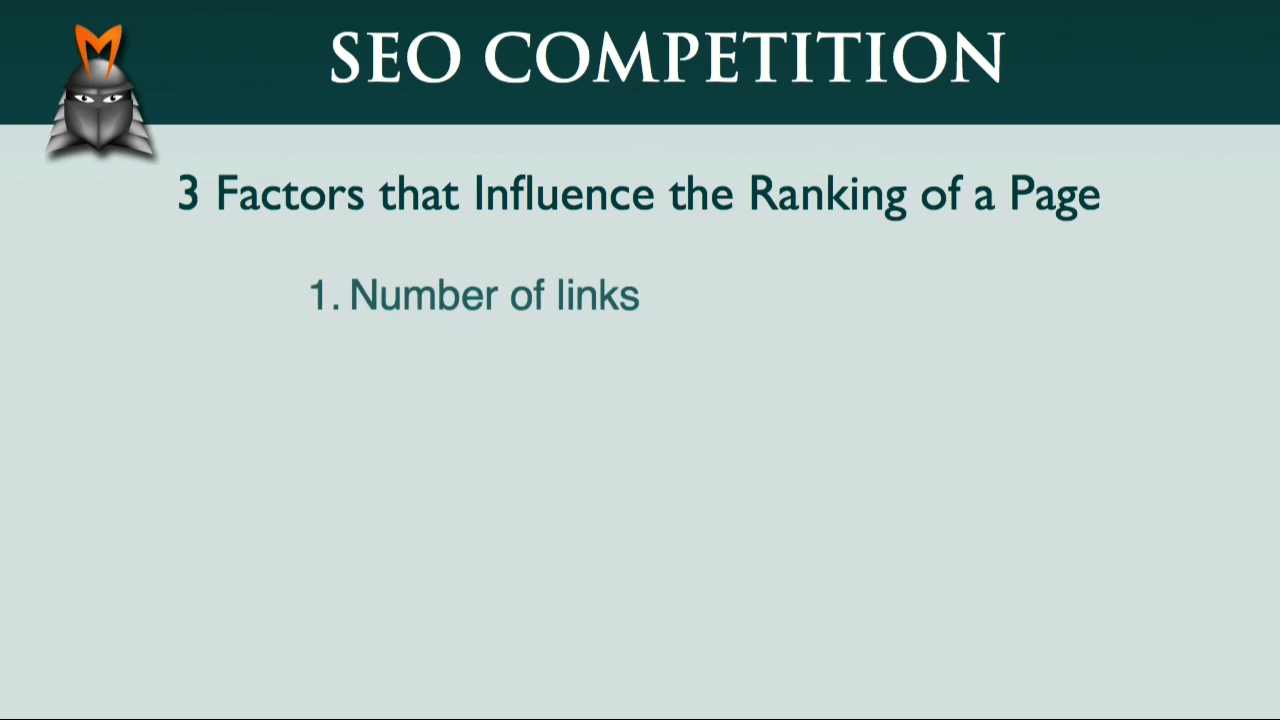 SEO COMPETITION
3 Factors that Influence the Ranking of a Page
1. Number of links